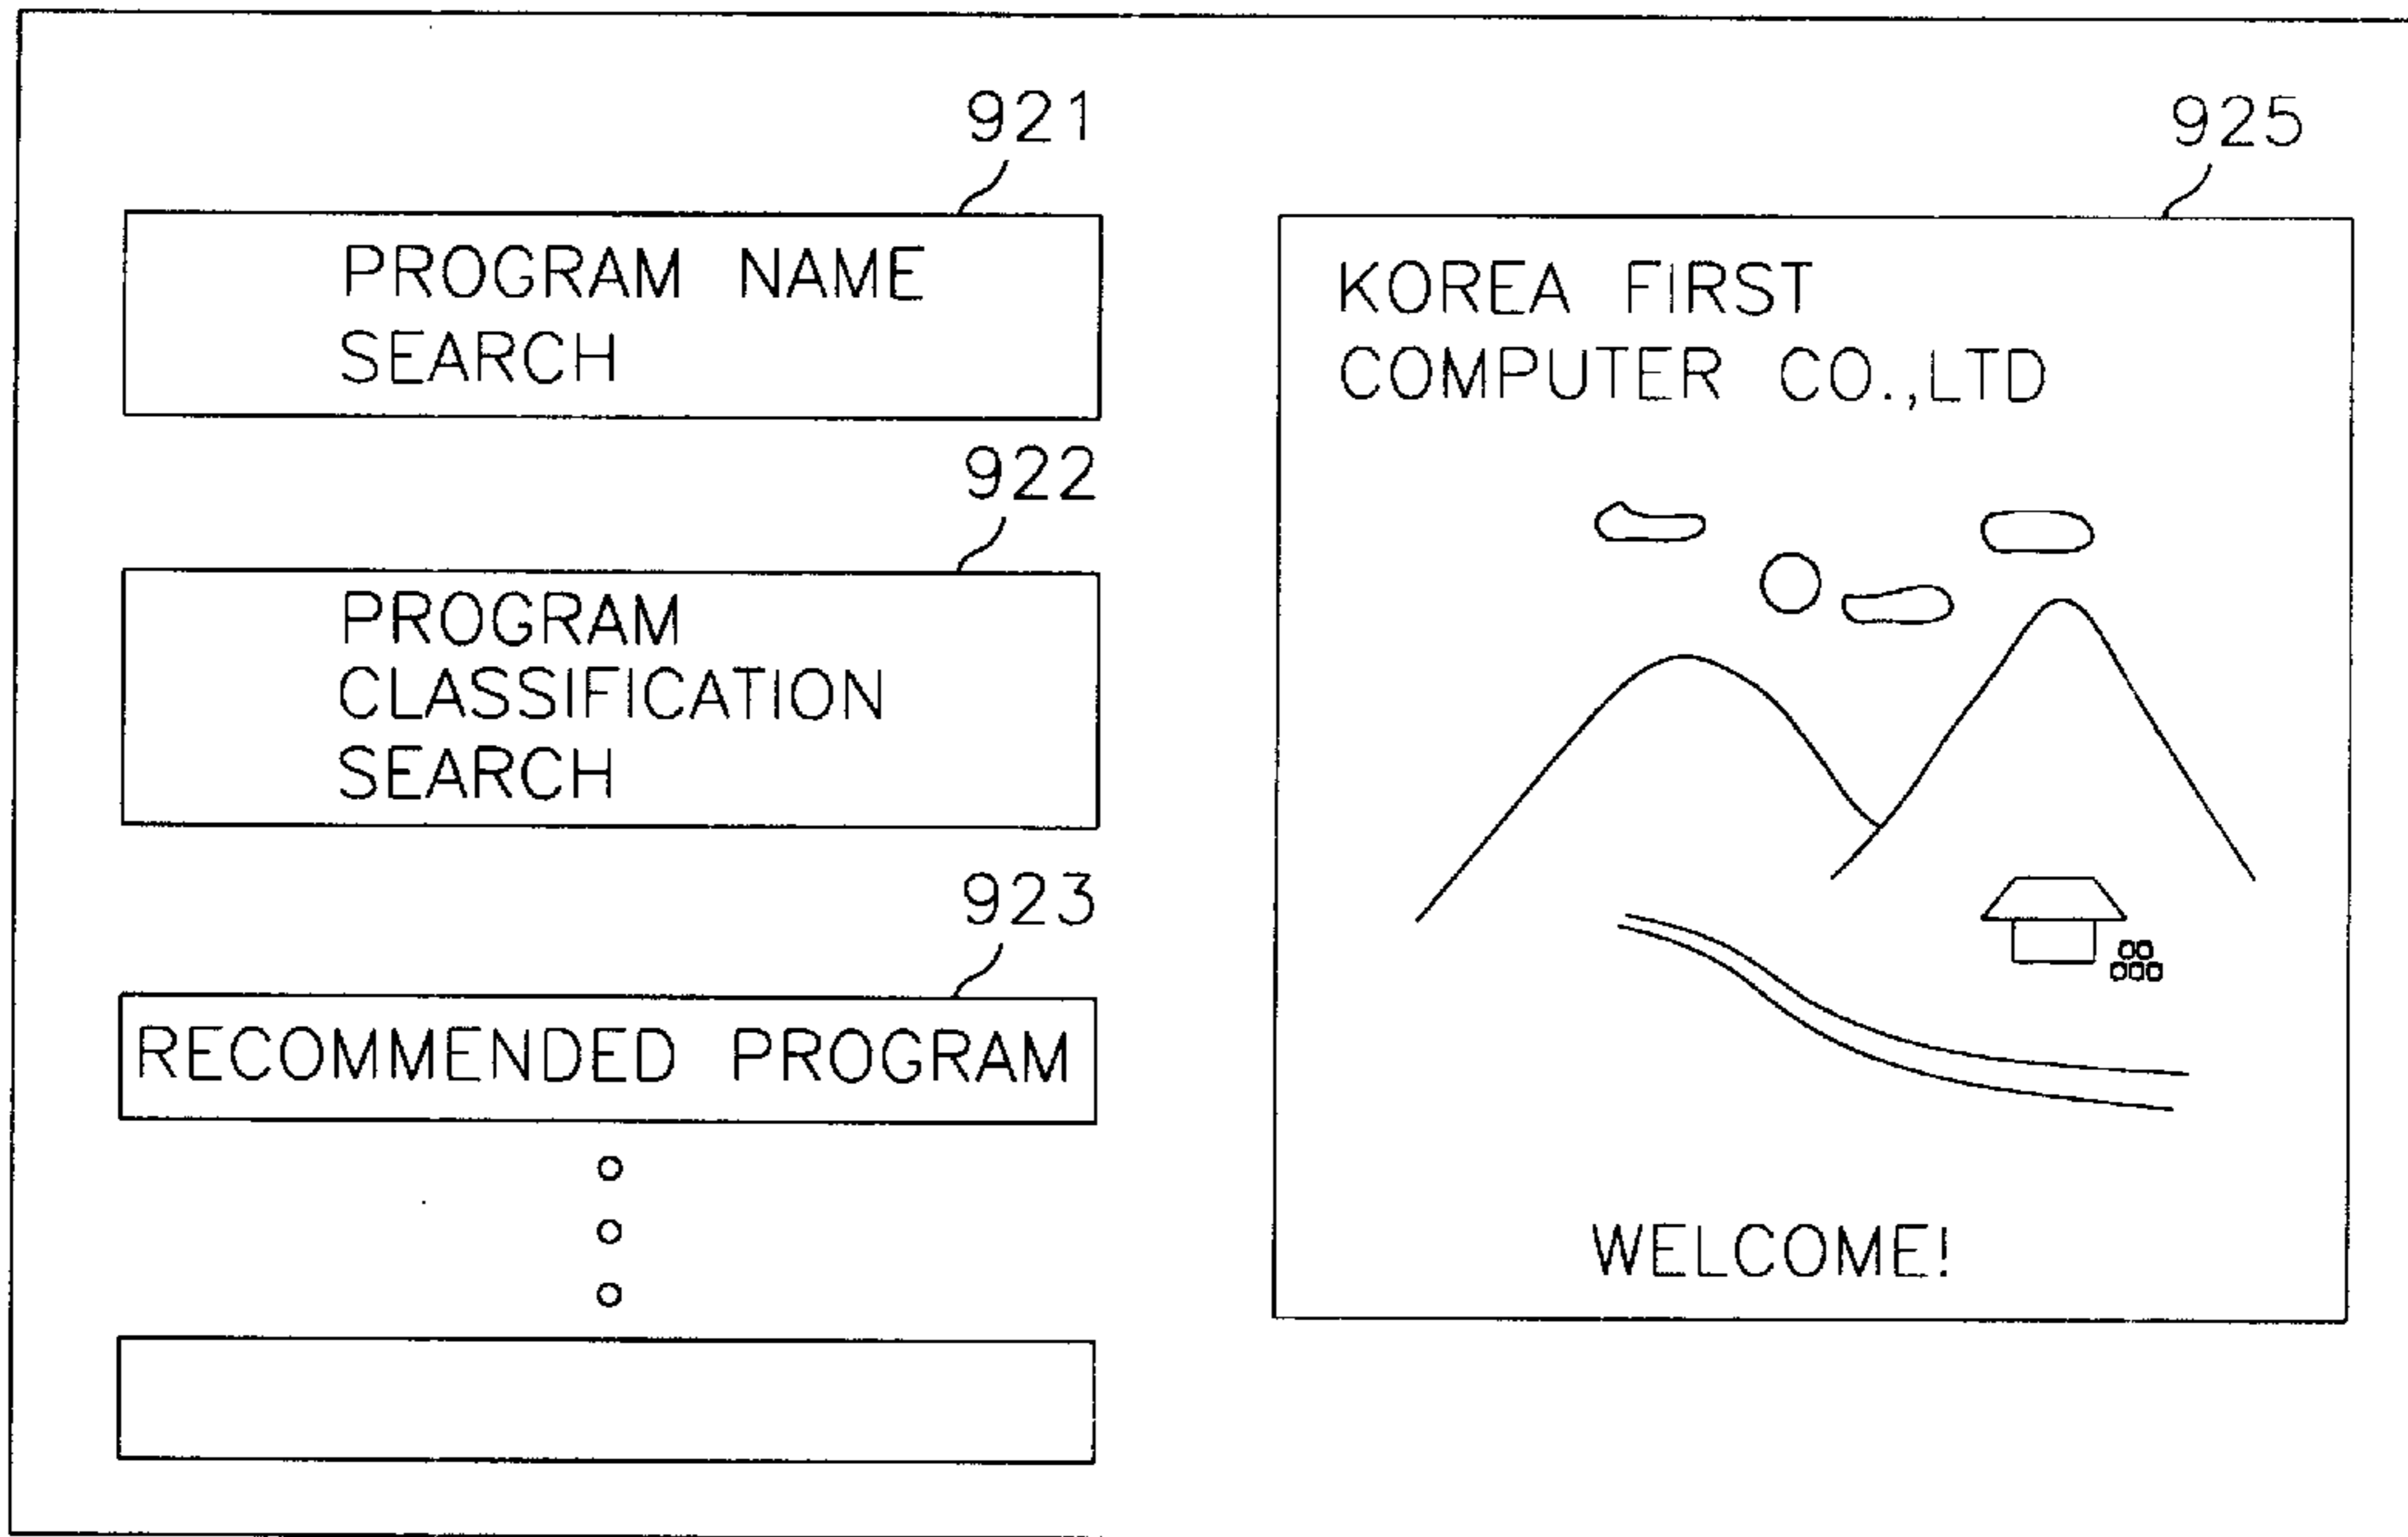 921
PROGRAM NAME
SEARCH
922
PROGRAM
CLASSIFICATION
SEARCH
923
RECOMMENDED PROGRAM
925
KOREA FIRST
COMPUTER CO.,LTD
WELCOME!